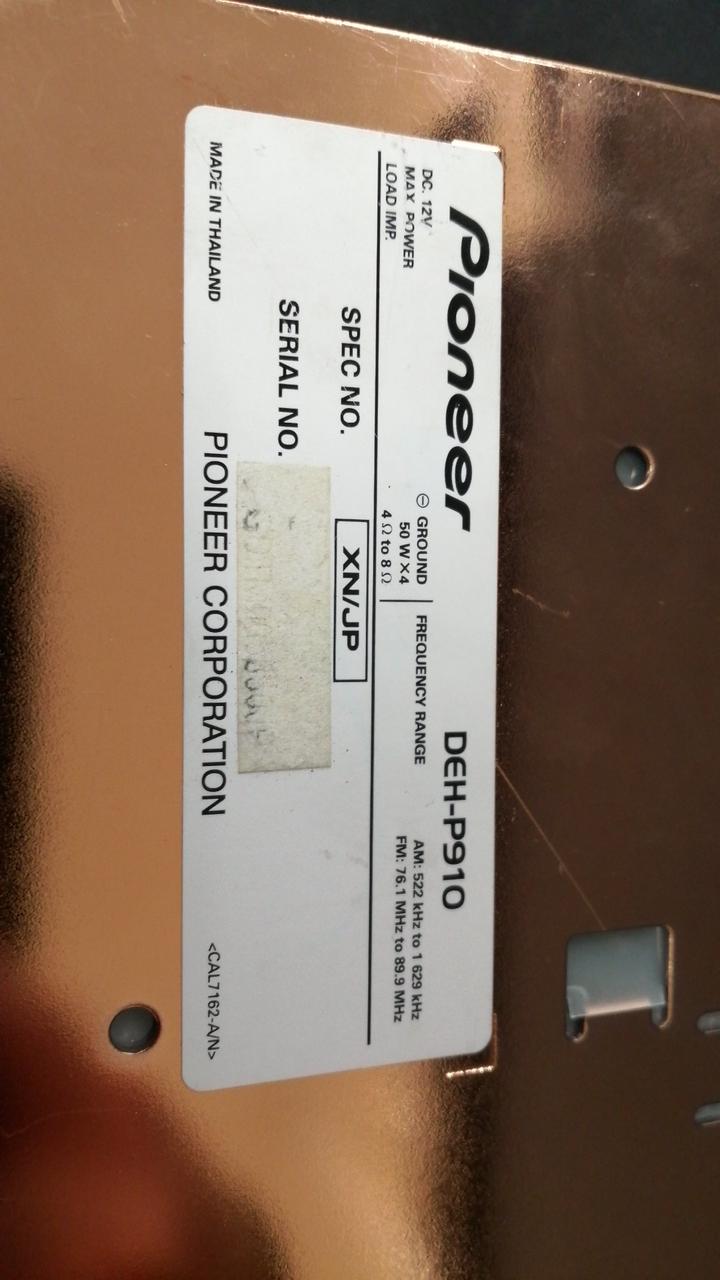 Pioneer DEH-P910
DC. 12V ⊖ GROUND FREQUENCY RANGE AM: 522 kHz to 1 629 kHz
MAX POWER 50 W X4 FM: 76.1 MHz to 89.9 MHz
LOAD IMP. 4 Ω to 8 Ω
SPEC NO. XN/JP
SERIAL NO.
MADE IN THAILAND PIONEER CORPORATION <CAL7162-A/N>